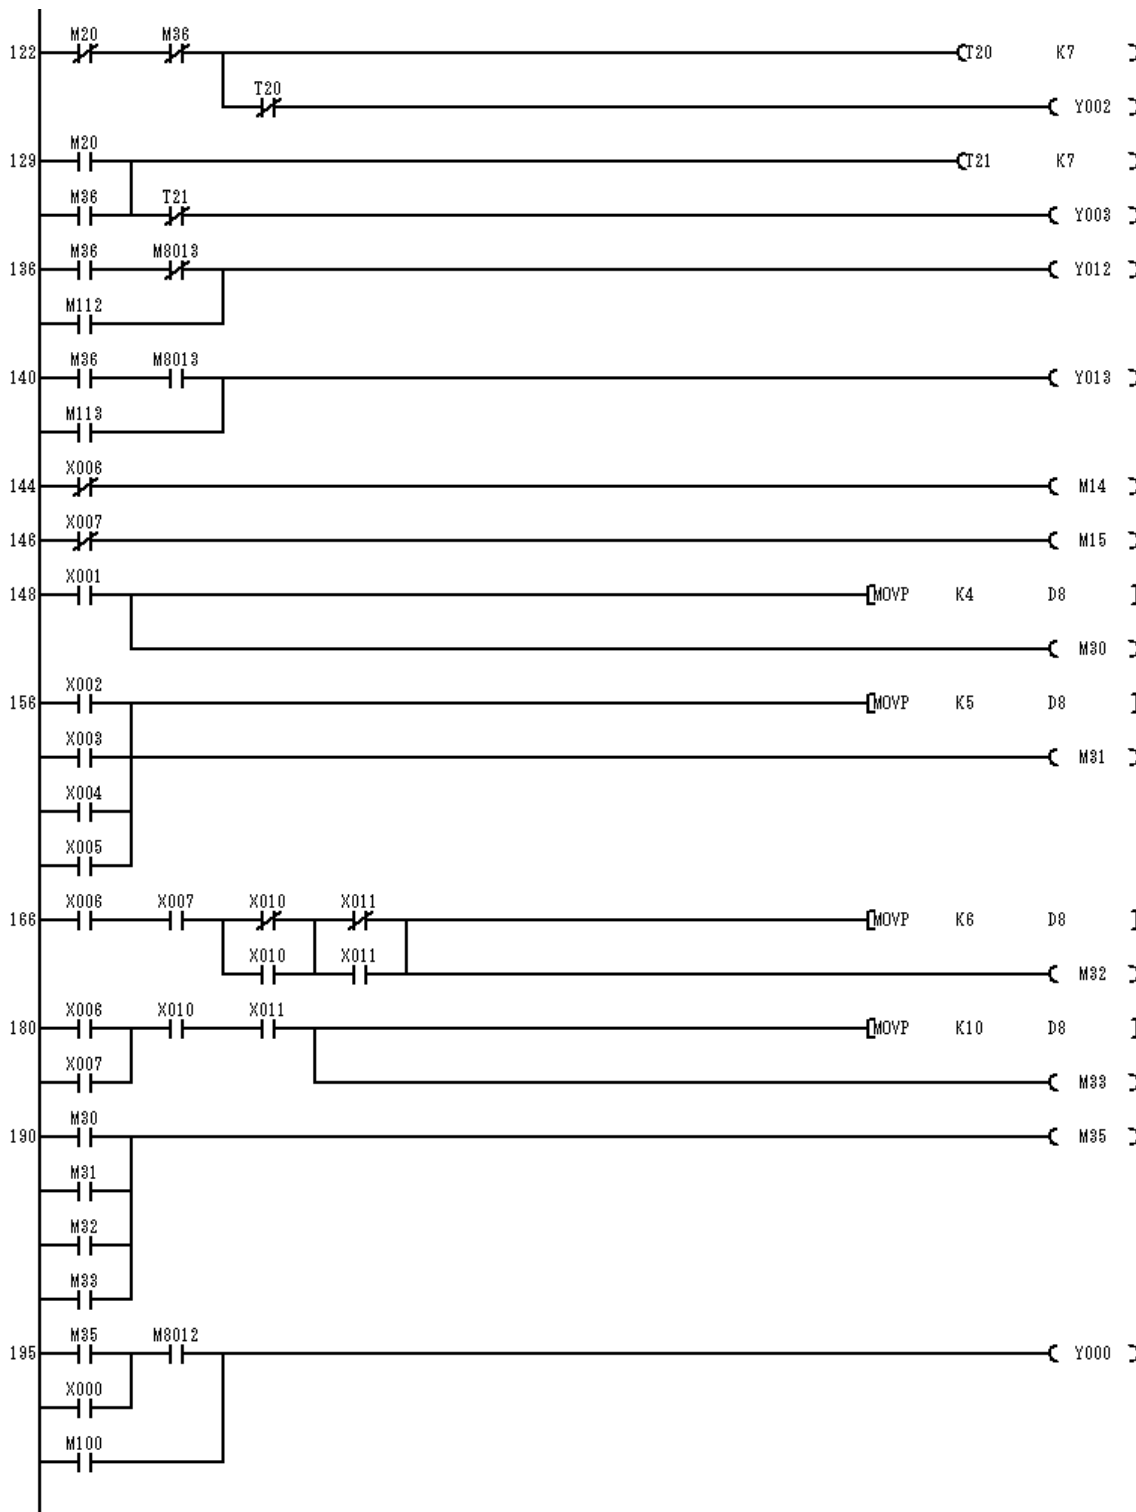 M20 M36
122 T20 K7
T20
Y002
M20
129 T21 K7
M36 T21
Y003
M36 M8013
136 Y012
M112
M36 M8013
140 Y013
M113
X006
144 M14
X007
146 M15
X001
148 MOVP K4 D8
M30
X002
156 MOVP K5 D8
X003
M31
X004
X005
X006 X007 X010 X011
166 MOVP K6 D8
X010 X011
M32
X006 X010 X011
180 MOVP K10 D8
X007
M33
M30
190 M35
M31
M32
M33
M35 M8012
195 Y000
X000
M100